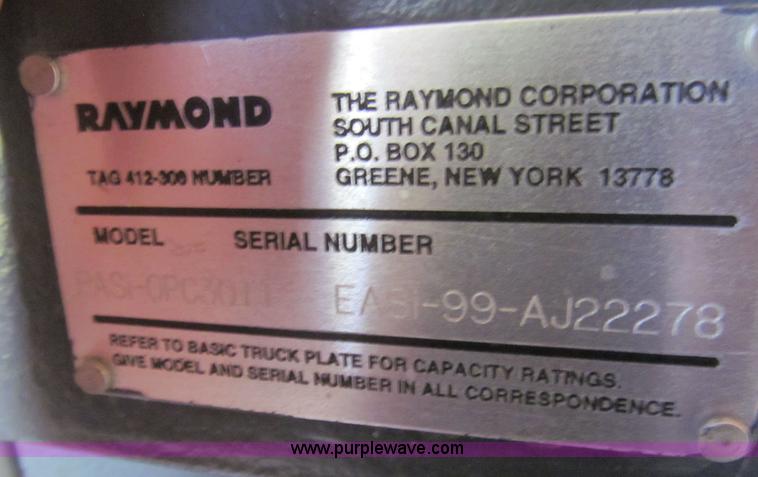 RAYMOND
THE RAYMOND CORPORATION
SOUTH CANAL STREET
P.O. BOX 130
GREENE, NEW YORK 13778
TAG 412-306 NUMBER
MODEL SERIAL NUMBER
EASI-99-AJ22278
REFER TO BASIC TRUCK PLATE FOR CAPACITY RATINGS.
GIVE MODEL AND SERIAL NUMBER IN ALL CORRESPONDENCE.
www.purplewave.com